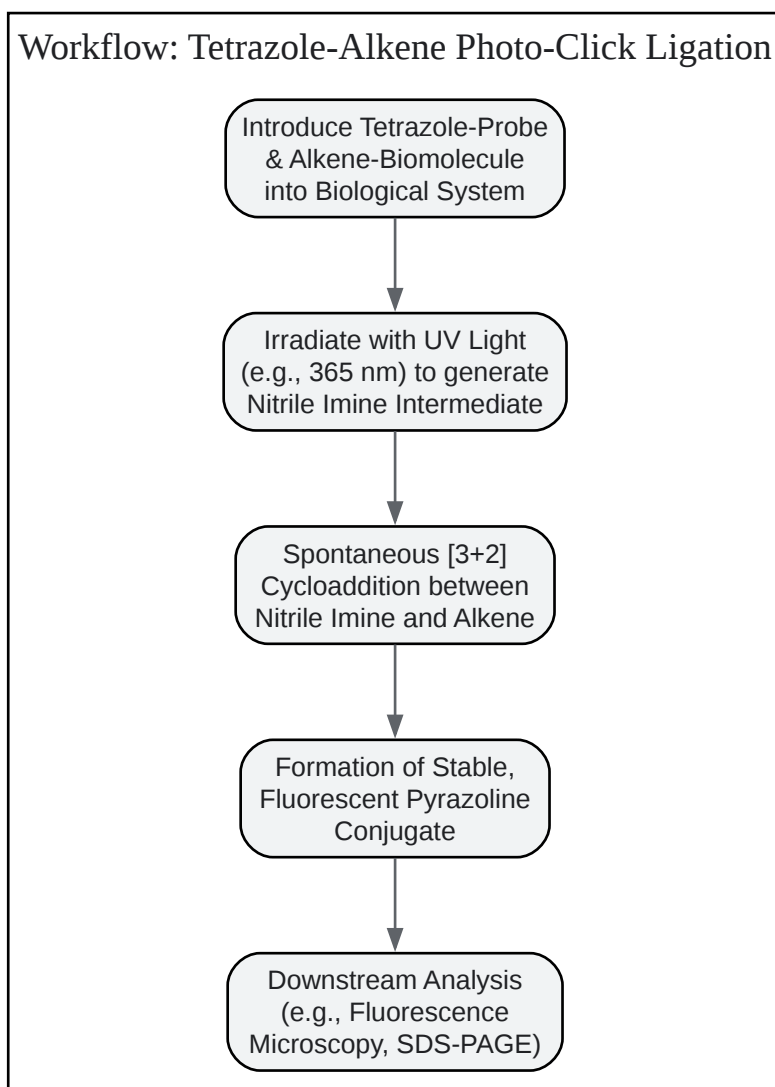 Workflow: Tetrazole-Alkene Photo-Click Ligation
Introduce Tetrazole-Probe
& Alkene-Biomolecule
into Biological System
Irradiate with UV Light
(e.g., 365 nm) to generate
Nitrile Imine Intermediate
Spontaneous [3+2]
Cycloaddition between
Nitrile Imine and Alkene
Formation of Stable,
Fluorescent Pyrazoline
Conjugate
Downstream Analysis
(e.g., Fluorescence
Microscopy, SDS-PAGE)